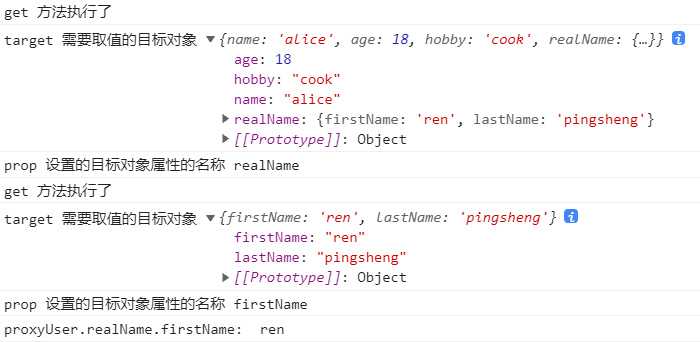 get 方法执行了
target 需要取值的目标对象 ▼{name: 'alice', age: 18, hobby: 'cook', realName: {…}} i
age: 18
hobby: "cook"
name: "alice"
▶ realName: {firstName: 'ren', lastName: 'pingsheng'}
▶ [[Prototype]]: Object
prop 设置的目标对象属性的名称 realName
get 方法执行了
target 需要取值的目标对象 ▼{firstName: 'ren', lastName: 'pingsheng'} i
firstName: "ren"
lastName: "pingsheng"
▶ [[Prototype]]: Object
prop 设置的目标对象属性的名称 firstName
proxyUser.realName.firstName:  ren